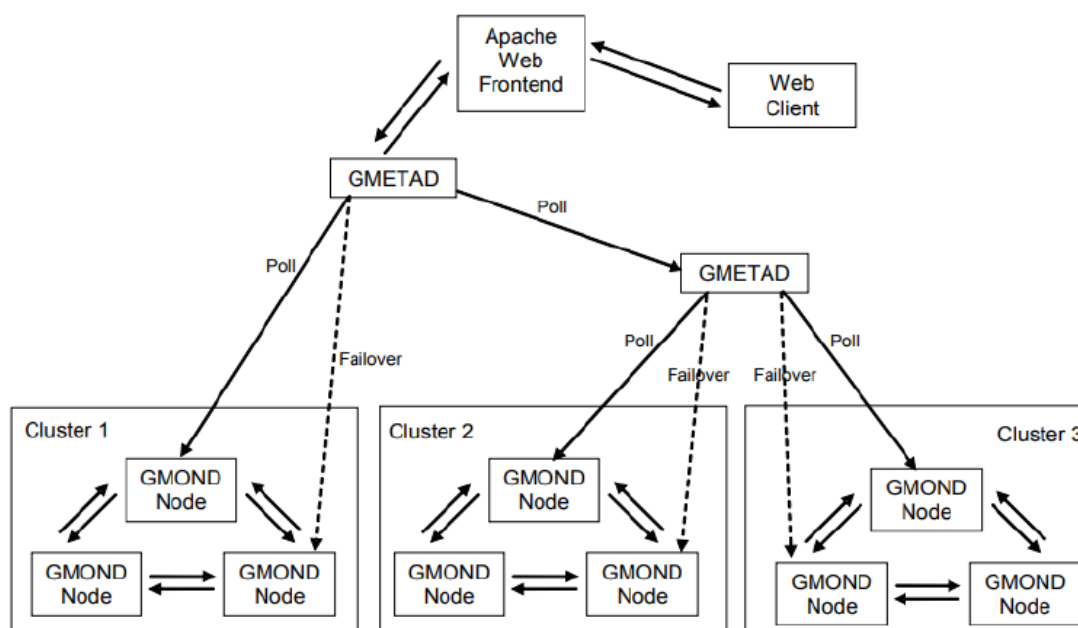 Apache
Web
Frontend
Web
Client
GMETAD
Poll
GMETAD
Poll
Poll
Poll
Failover
Failover
Failover
Cluster 1
Cluster 2
Cluster 3
GMOND
Node
GMOND
Node
GMOND
Node
GMOND
Node
GMOND
Node
GMOND
Node
GMOND
Node
GMOND
Node
GMOND
Node